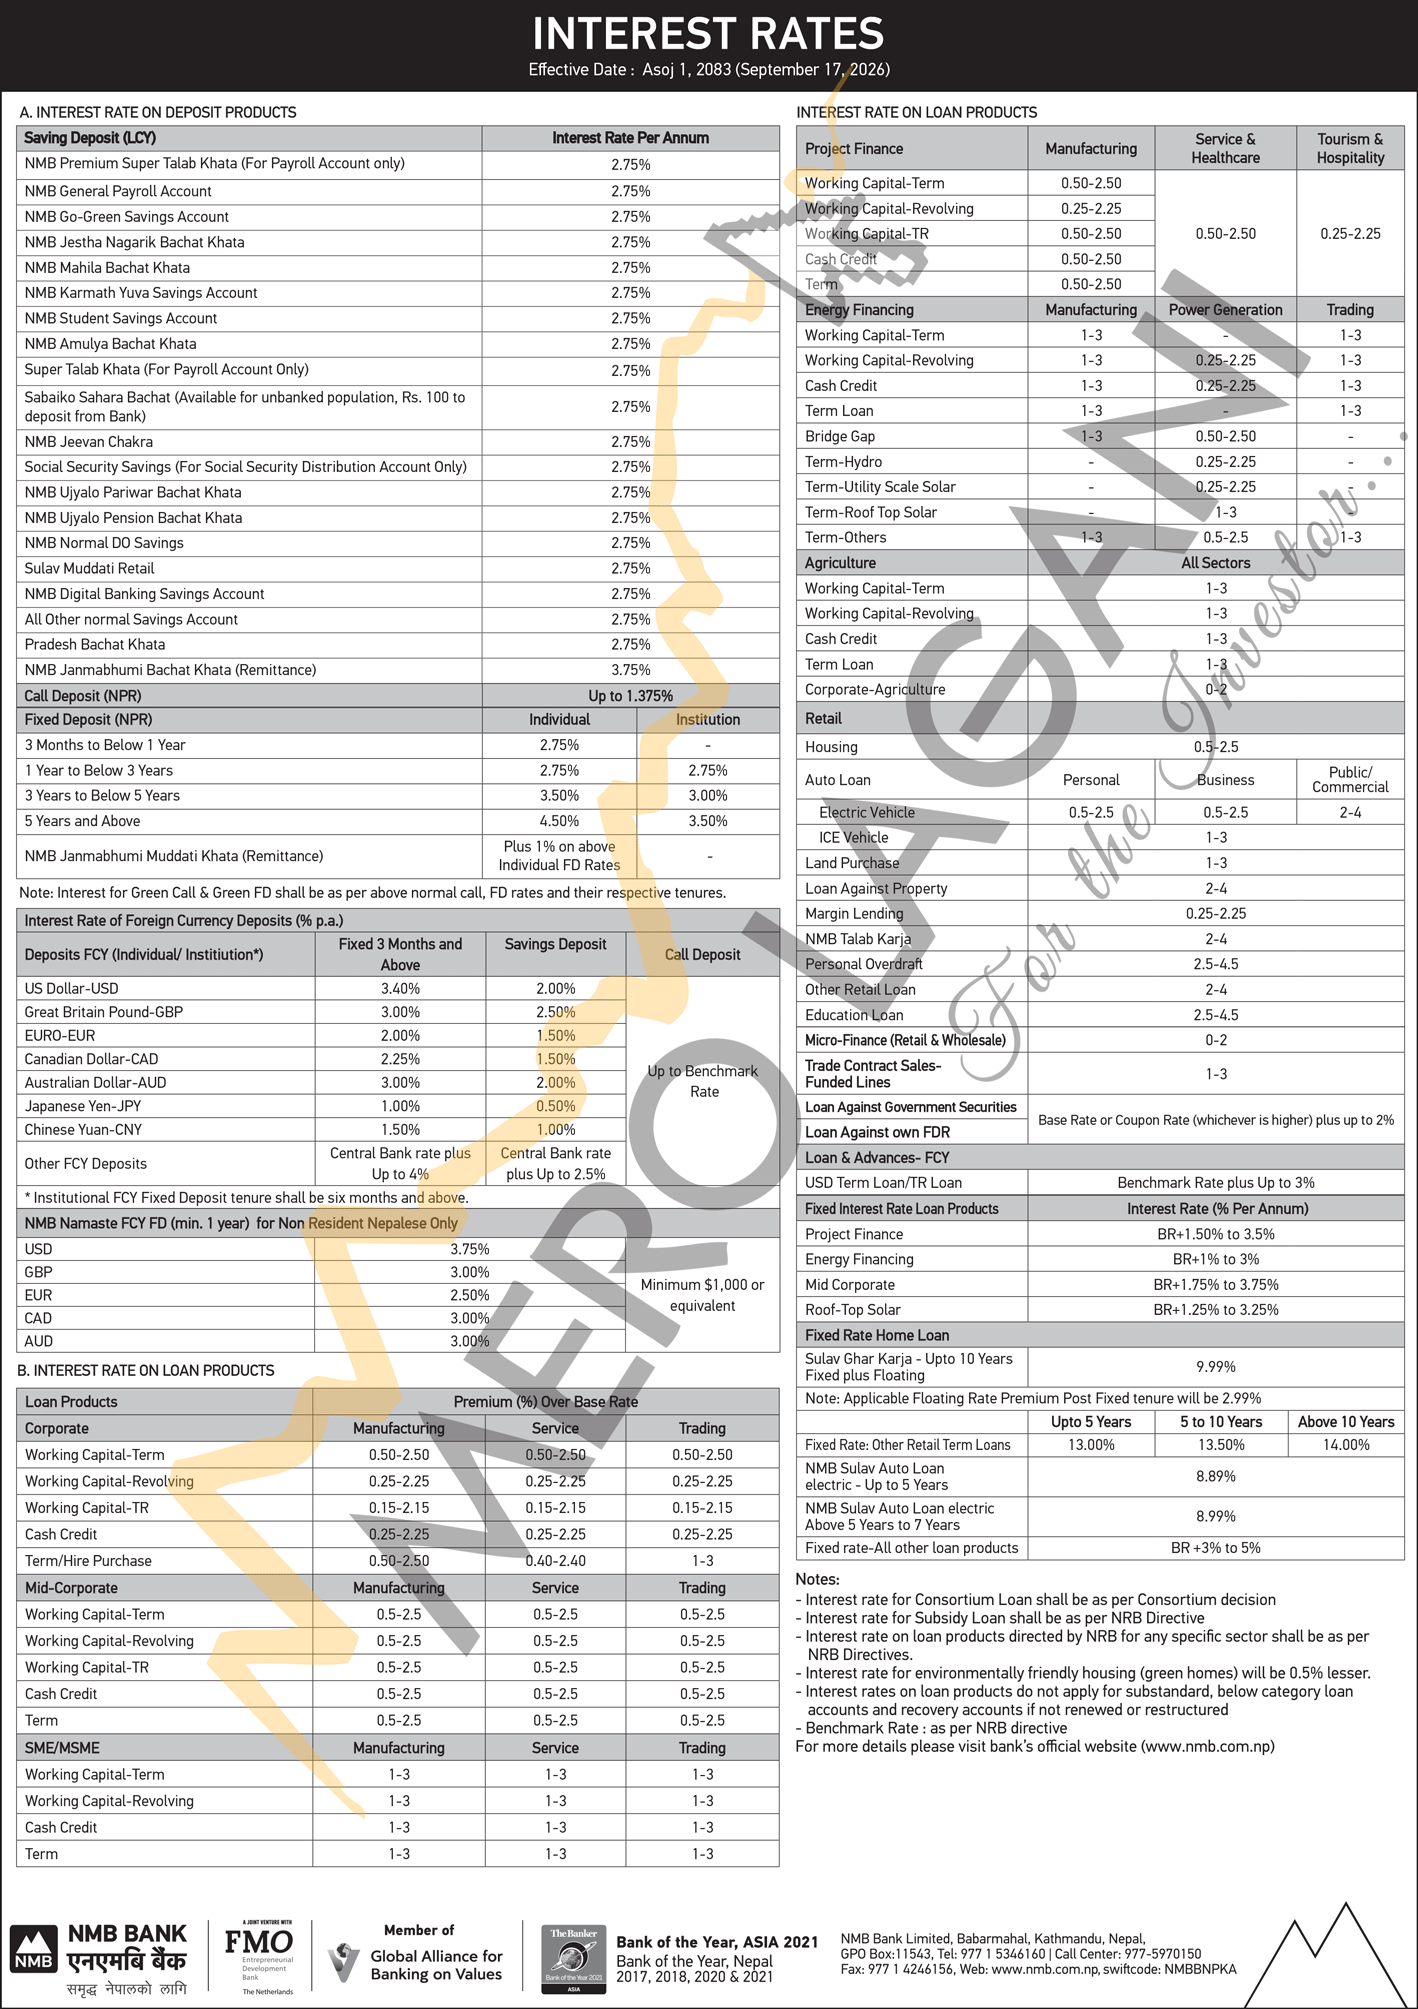 INTEREST RATES
Effective Date : Asoj 1, 2083 (September 17, 2026)
A. INTEREST RATE ON DEPOSIT PRODUCTS
Saving Deposit (LCY) Interest Rate Per Annum
NMB Premium Super Talab Khata (For Payroll Account only) 2.75%
NMB General Payroll Account 2.75%
NMB Go-Green Savings Account 2.75%
NMB Jestha Nagarik Bachat Khata 2.75%
NMB Mahila Bachat Khata 2.75%
NMB Karmath Yuva Savings Account 2.75%
NMB Student Savings Account 2.75%
NMB Amulya Bachat Khata 2.75%
Super Talab Khata (For Payroll Account Only) 2.75%
Sabaiko Sahara Bachat (Available for unbanked population, Rs. 100 to
deposit from Bank) 2.75%
NMB Jeevan Chakra 2.75%
Social Security Savings (For Social Security Distribution Account Only) 2.75%
NMB Ujyalo Pariwar Bachat Khata 2.75%
NMB Ujyalo Pension Bachat Khata 2.75%
NMB Normal DO Savings 2.75%
Sulav Muddati Retail 2.75%
NMB Digital Banking Savings Account 2.75%
All Other normal Savings Account 2.75%
Pradesh Bachat Khata 2.75%
NMB Janmabhumi Bachat Khata (Remittance) 3.75%
Call Deposit (NPR) Up to 1.375%
Fixed Deposit (NPR) Individual Institution
3 Months to Below 1 Year 2.75% -
1 Year to Below 3 Years 2.75% 2.75%
3 Years to Below 5 Years 3.50% 3.00%
5 Years and Above 4.50% 3.50%
NMB Janmabhumi Muddati Khata (Remittance) Plus 1% on above
Individual FD Rates -
Note: Interest for Green Call & Green FD shall be as per above normal call, FD rates and their respective tenures.
Interest Rate of Foreign Currency Deposits (% p.a.)
Deposits FCY (Individual/ Instiitution*) Fixed 3 Months and
Above Savings Deposit Call Deposit
US Dollar-USD 3.40% 2.00%
Great Britain Pound-GBP 3.00% 2.50%
EURO-EUR 2.00% 1.50%
Canadian Dollar-CAD 2.25% 1.50%
Australian Dollar-AUD 3.00% 2.00%
Up to Benchmark
Rate
Japanese Yen-JPY 1.00% 0.50%
Chinese Yuan-CNY 1.50% 1.00%
Other FCY Deposits Central Bank rate plus
Up to 4% Central Bank rate
plus Up to 2.5%
* Institutional FCY Fixed Deposit tenure shall be six months and above.
NMB Namaste FCY FD (min. 1 year) for Non Resident Nepalese Only
USD 3.75%
GBP 3.00%
EUR 2.50%
CAD 3.00%
AUD 3.00%
Minimum $1,000 or
equivalent
B. INTEREST RATE ON LOAN PRODUCTS
Loan Products Premium (%) Over Base Rate
Corporate Manufacturing Service Trading
Working Capital-Term 0.50-2.50 0.50-2.50 0.50-2.50
Working Capital-Revolving 0.25-2.25 0.25-2.25 0.25-2.25
Working Capital-TR 0.15-2.15 0.15-2.15 0.15-2.15
Cash Credit 0.25-2.25 0.25-2.25 0.25-2.25
Term/Hire Purchase 0.50-2.50 0.40-2.40 1-3
Mid-Corporate Manufacturing Service Trading
Working Capital-Term 0.5-2.5 0.5-2.5 0.5-2.5
Working Capital-Revolving 0.5-2.5 0.5-2.5 0.5-2.5
Working Capital-TR 0.5-2.5 0.5-2.5 0.5-2.5
Cash Credit 0.5-2.5 0.5-2.5 0.5-2.5
Term 0.5-2.5 0.5-2.5 0.5-2.5
SME/MSME Manufacturing Service Trading
Working Capital-Term 1-3 1-3 1-3
Working Capital-Revolving 1-3 1-3 1-3
Cash Credit 1-3 1-3 1-3
Term 1-3 1-3 1-3
INTEREST RATE ON LOAN PRODUCTS
Project Finance Manufacturing Service &
Healthcare Tourism &
Hospitality
Working Capital-Term 0.50-2.50
Working Capital-Revolving 0.25-2.25
Working Capital-TR 0.50-2.50 0.50-2.50 0.25-2.25
Cash Credit 0.50-2.50
Term 0.50-2.50
Energy Financing Manufacturing Power Generation Trading
Working Capital-Term 1-3 - 1-3
Working Capital-Revolving 1-3 0.25-2.25 1-3
Cash Credit 1-3 0.25-2.25 1-3
Term Loan 1-3 - 1-3
Bridge Gap 1-3 0.50-2.50 -
Term-Hydro - 0.25-2.25 -
Term-Utility Scale Solar - 0.25-2.25 -
Term-Roof Top Solar - 1-3 -
Term-Others 1-3 0.5-2.5 1-3
Agriculture All Sectors
Working Capital-Term 1-3
Working Capital-Revolving 1-3
Cash Credit 1-3
Term Loan 1-3
Corporate-Agriculture 0-2
Retail
Housing 0.5-2.5
Auto Loan Personal Business Public/
Commercial
Electric Vehicle 0.5-2.5 0.5-2.5 2-4
ICE Vehicle 1-3
Land Purchase 1-3
Loan Against Property 2-4
Margin Lending 0.25-2.25
NMB Talab Karja 2-4
Personal Overdraft 2.5-4.5
Other Retail Loan 2-4
Education Loan 2.5-4.5
Micro-Finance (Retail & Wholesale) 0-2
Trade Contract Sales-
Funded Lines 1-3
Loan Against Government Securities
Base Rate or Coupon Rate (whichever is higher) plus up to 2%
Loan Against own FDR
Loan & Advances- FCY
USD Term Loan/TR Loan Benchmark Rate plus Up to 3%
Fixed Interest Rate Loan Products Interest Rate (% Per Annum)
Project Finance BR+1.50% to 3.5%
Energy Financing BR+1% to 3%
Mid Corporate BR+1.75% to 3.75%
Roof-Top Solar BR+1.25% to 3.25%
Fixed Rate Home Loan
Sulav Ghar Karja - Upto 10 Years
Fixed plus Floating 9.99%
Note: Applicable Floating Rate Premium Post Fixed tenure will be 2.99%
Upto 5 Years 5 to 10 Years Above 10 Years
Fixed Rate: Other Retail Term Loans 13.00% 13.50% 14.00%
NMB Sulav Auto Loan
electric - Up to 5 Years 8.89%
NMB Sulav Auto Loan electric
Above 5 Years to 7 Years 8.99%
Fixed rate-All other loan products BR +3% to 5%
Notes:
- Interest rate for Consortium Loan shall be as per Consortium decision
- Interest rate for Subsidy Loan shall be as per NRB Directive
- Interest rate on loan products directed by NRB for any specific sector shall be as per
NRB Directives.
- Interest rate for environmentally friendly housing (green homes) will be 0.5% lesser.
- Interest rates on loan products do not apply for substandard, below category loan
accounts and recovery accounts if not renewed or restructured
- Benchmark Rate : as per NRB directive
For more details please visit bank's official website (www.nmb.com.np)
MERO LAGANI
For the Investor...
NMB
NMB BANK
एनएमबि बैंक
समृद्ध नेपालको लागि
A JOINT VENTURE WITH
FMO
Entrepreneurial
Development
Bank
The Netherlands
Member of
Global Alliance for
Banking on Values
The Banker
Bank of the Year 2021
ASIA
Bank of the Year, ASIA 2021
Bank of the Year, Nepal
2017, 2018, 2020 & 2021
NMB Bank Limited, Babarmahal, Kathmandu, Nepal,
GPO Box:11543, Tel: 977 1 5346160 | Call Center: 977-5970150
Fax: 977 1 4246156, Web: www.nmb.com.np, swiftcode: NMBBNPKA